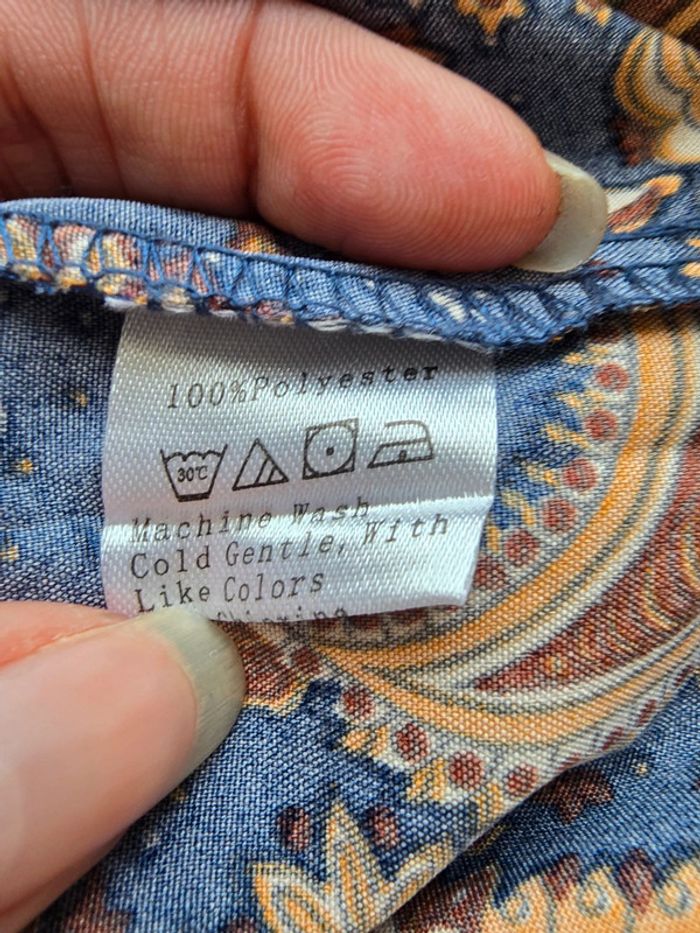 100%Polyester
30℃
Machine Wash
Cold Gentle, With
Like Colors